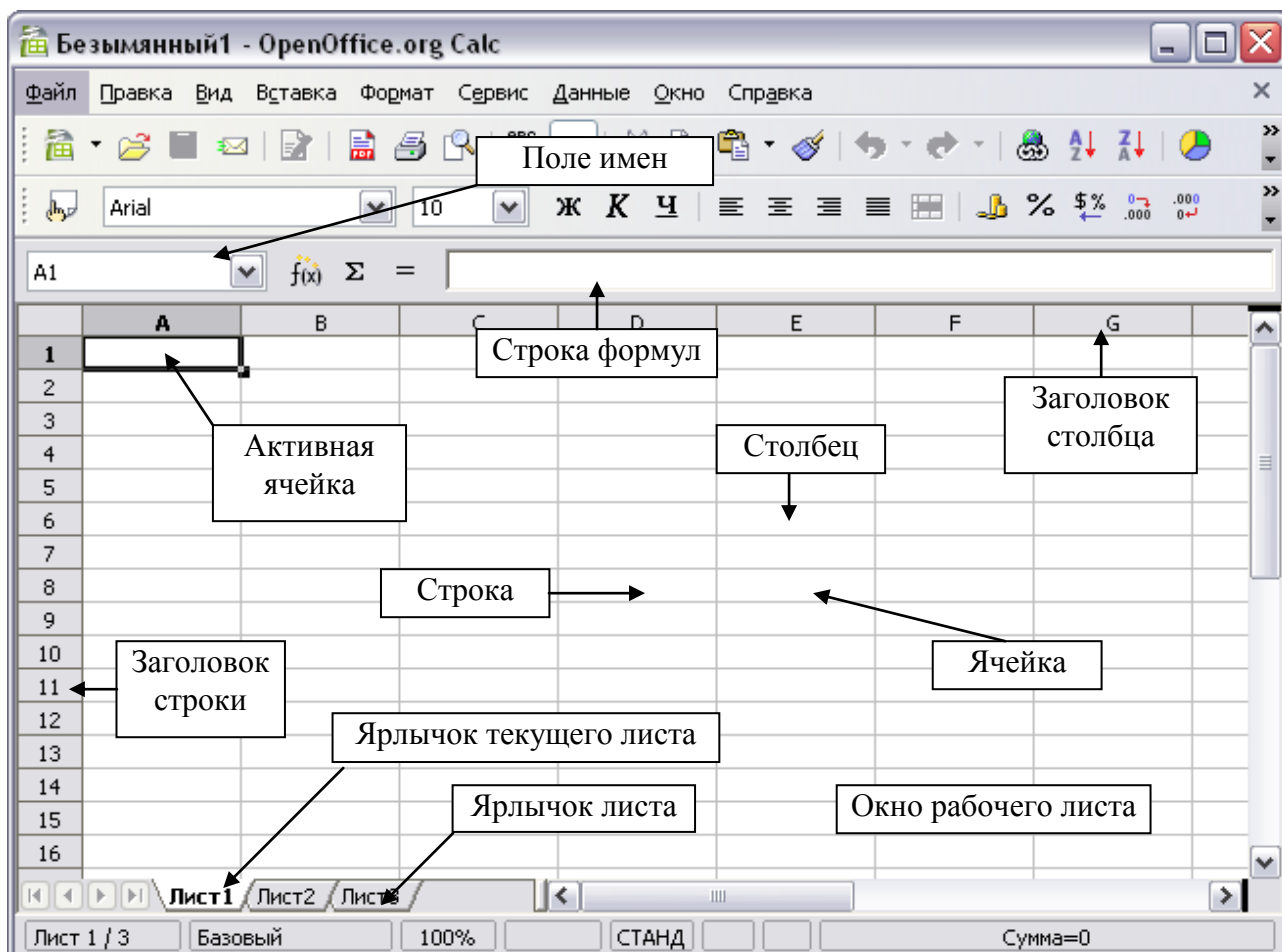 Безымянный1 - OpenOffice.org Calc
Файл Правка Вид Вставка Формат Сервис Данные Окно Справка
Поле имен
Arial 10 Ж К Ч % $%
A1 f(x) Σ =
A B C D E F G
Строка формул
Заголовок
столбца
Активная
ячейка
Столбец
Строка
Ячейка
Заголовок
строки
Ярлычок текущего листа
Ярлычок листа
Окно рабочего листа
1
2
3
4
5
6
7
8
9
10
11
12
13
14
15
16
Лист1 Лист2 Лист3
Лист 1 / 3 Базовый 100% СТАНД Сумма=0